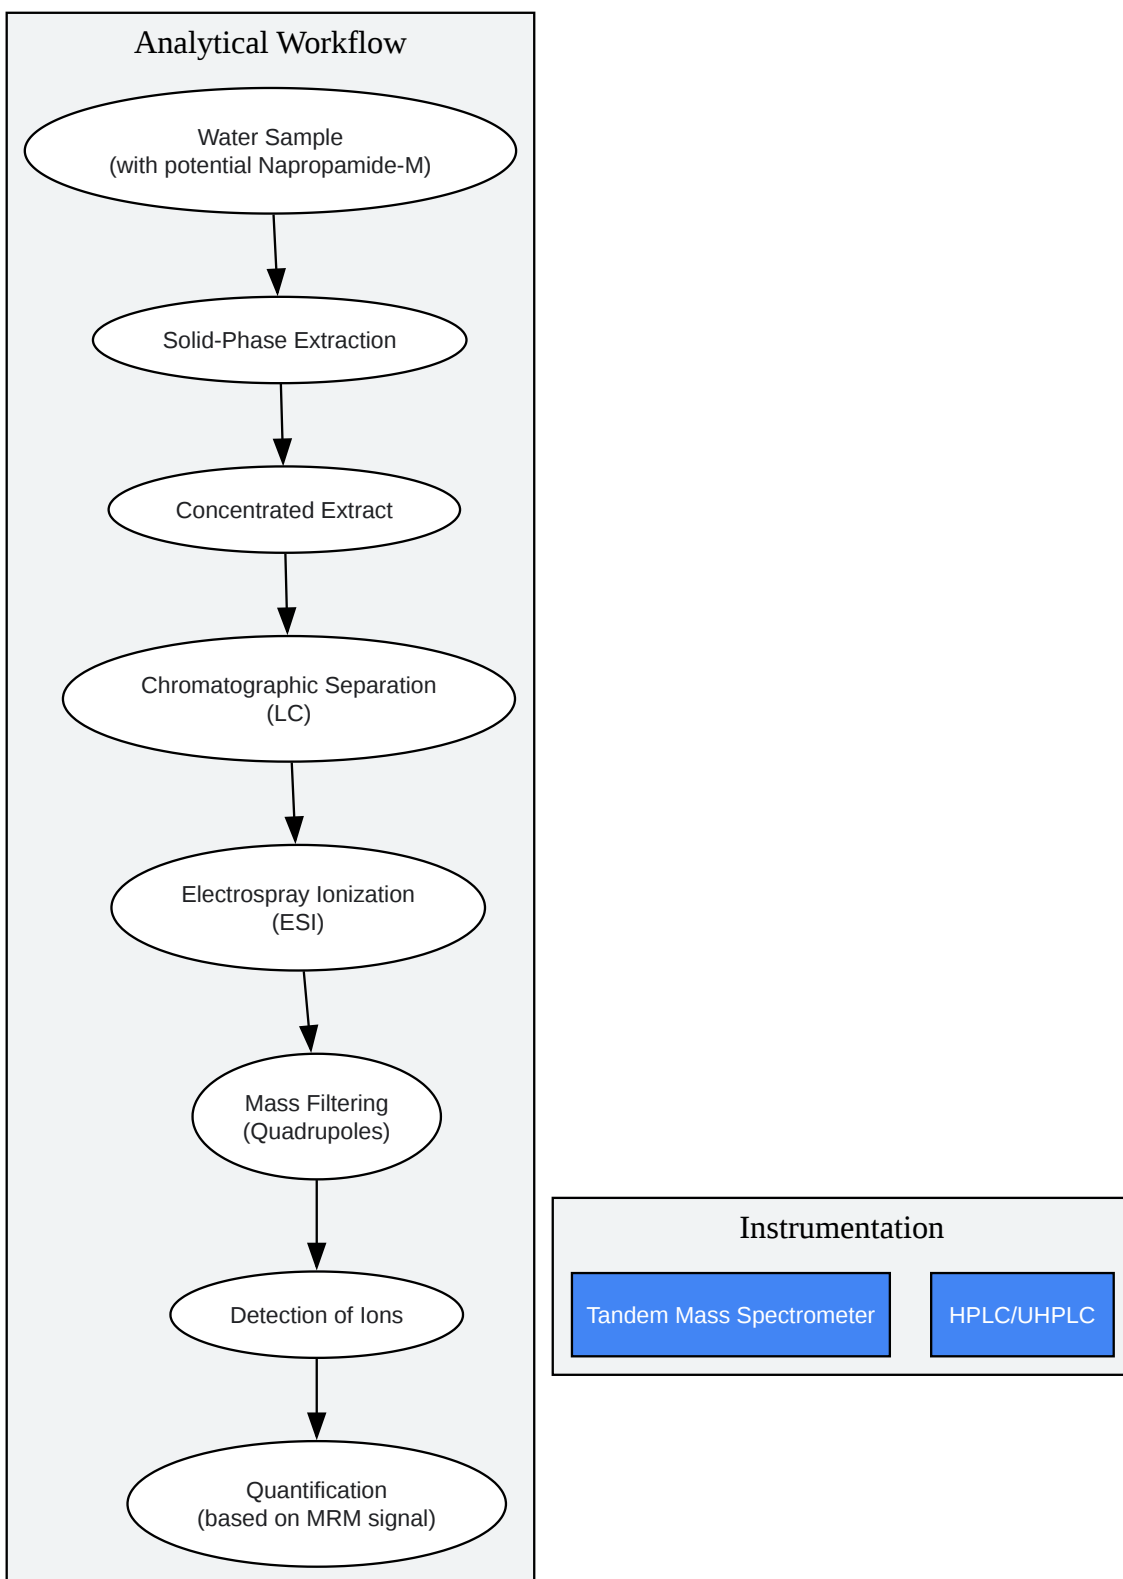 Analytical Workflow
Water Sample
(with potential Napropamide-M)
Solid-Phase Extraction
Concentrated Extract
Chromatographic Separation
(LC)
Electrospray Ionization
(ESI)
Mass Filtering
(Quadrupoles)
Detection of Ions
Quantification
(based on MRM signal)
Instrumentation
Tandem Mass Spectrometer
HPLC/UHPLC